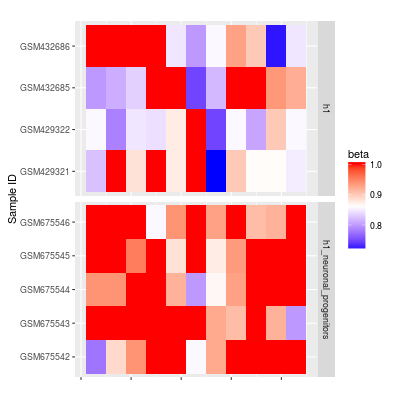 GSM432686
GSM432685
GSM429322
GSM429321
h1
GSM675546
GSM675545
GSM675544
GSM675543
GSM675542
h1_neuronal_progenitors
Sample ID
beta
1.0
0.9
0.8